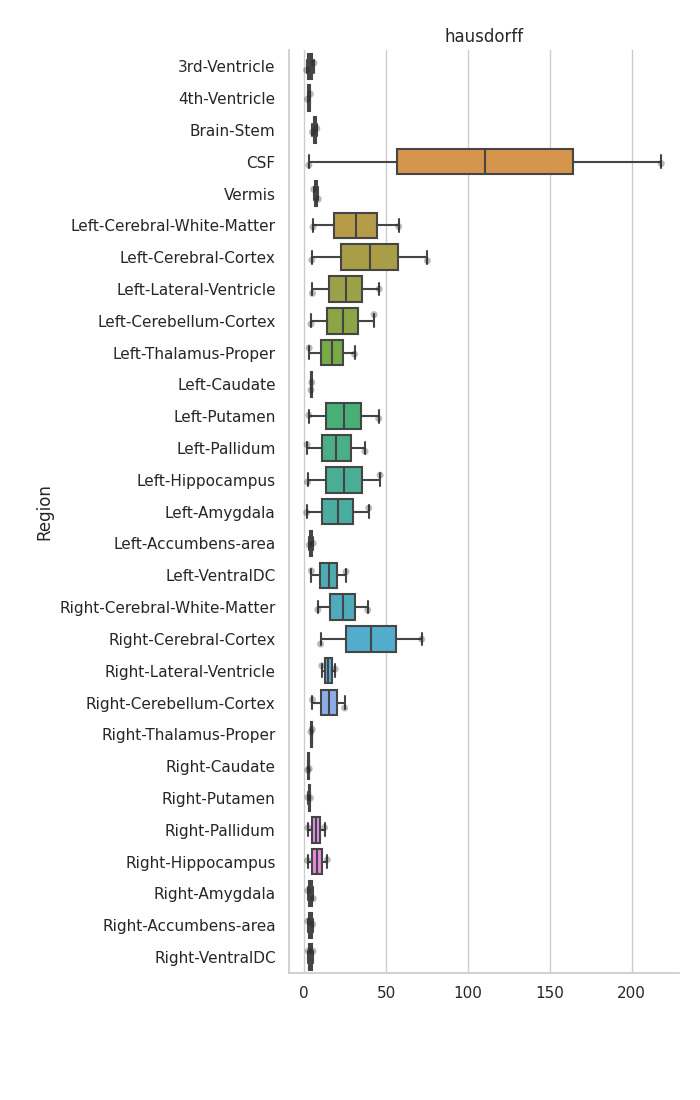 hausdorff
3rd-Ventricle
4th-Ventricle
Brain-Stem
CSF
Vermis
Left-Cerebral-White-Matter
Left-Cerebral-Cortex
Left-Lateral-Ventricle
Left-Cerebellum-Cortex
Left-Thalamus-Proper
Left-Caudate
Left-Putamen
Left-Pallidum
Left-Hippocampus
Left-Amygdala
Left-Accumbens-area
Left-VentralDC
Right-Cerebral-White-Matter
Right-Cerebral-Cortex
Right-Lateral-Ventricle
Right-Cerebellum-Cortex
Right-Thalamus-Proper
Right-Caudate
Right-Putamen
Right-Pallidum
Right-Hippocampus
Right-Amygdala
Right-Accumbens-area
Right-VentralDC
Region
0 50 100 150 200